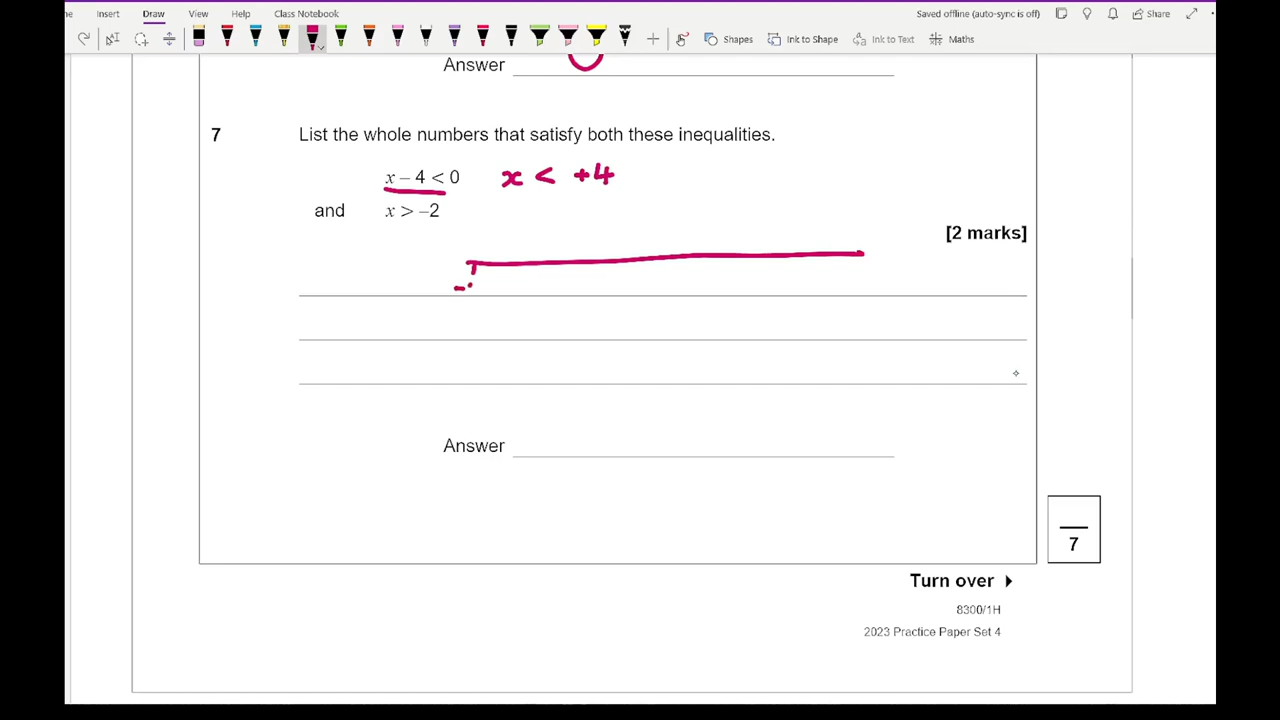 Insert Draw View Help Class Notebook Saved offline (auto-sync is off) Share
Shapes Ink to Shape Ink to Text Maths
Answer
7 List the whole numbers that satisfy both these inequalities.
x – 4 < 0 x < +4
and x > –2
[2 marks]
Answer
7
Turn over
8300/1H
2023 Practice Paper Set 4